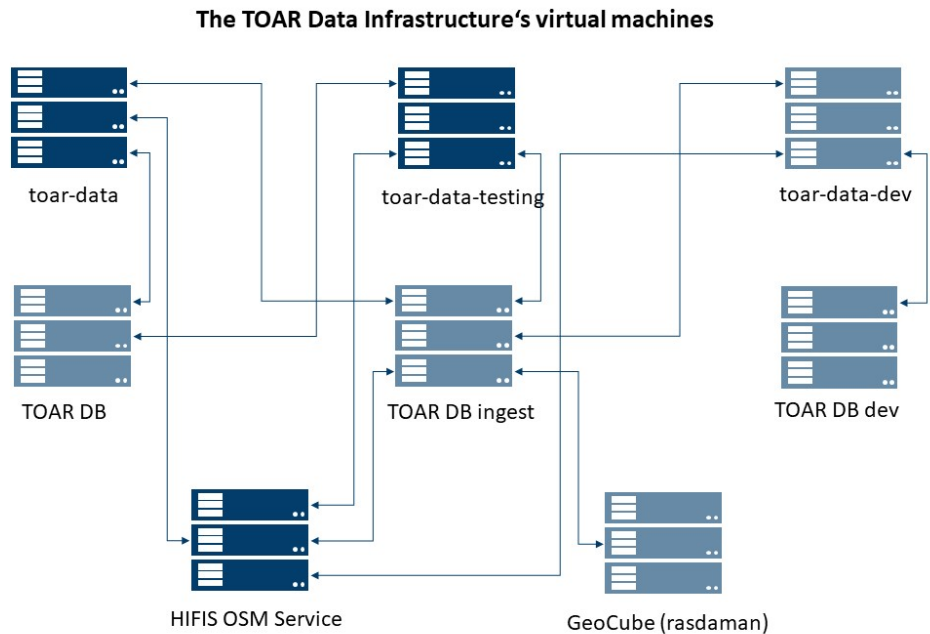 The TOAR Data Infrastructure‘s virtual machines
toar-data
toar-data-testing
toar-data-dev
TOAR DB
TOAR DB ingest
TOAR DB dev
HIFIS OSM Service
GeoCube (rasdaman)